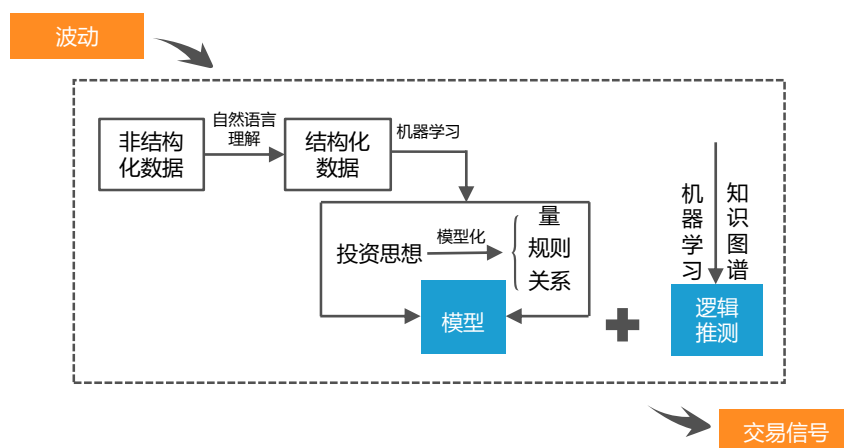 波动
非结构
化数据
自然语言
理解
结构化
数据
机器学习
投资思想
模型化
量
规则
关系
模型
机器学习
知识图谱
逻辑
推测
交易信号